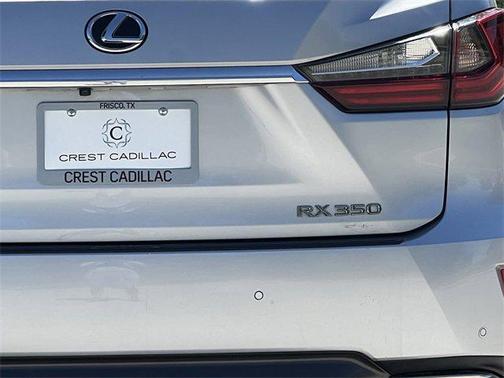 FRISCO, TX
C
CREST CADILLAC
CREST CADILLAC
RX 350